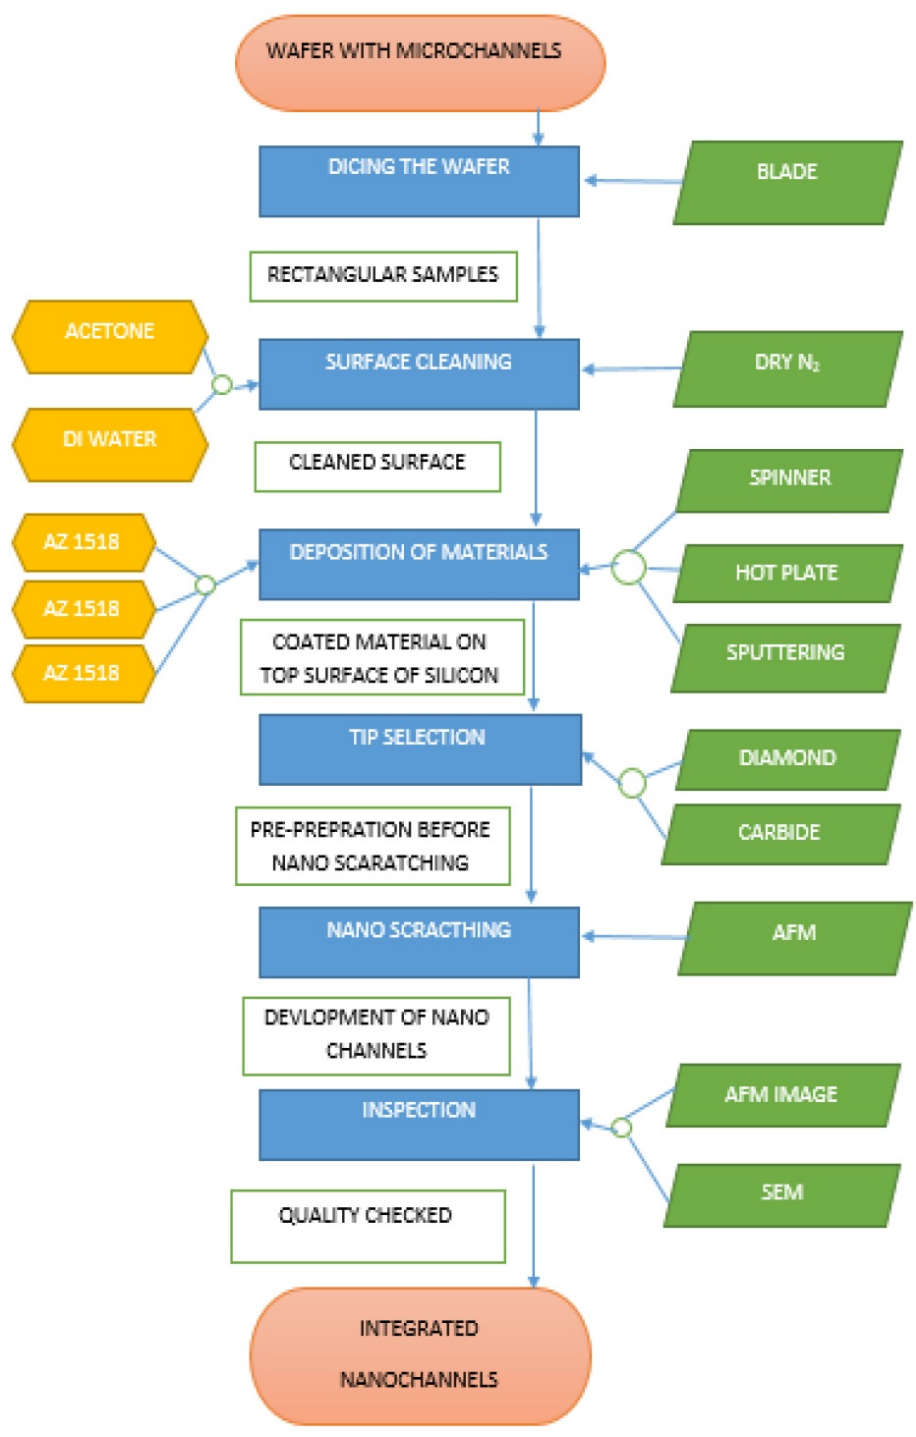 WAFER WITH MICROCHANNELS
DICING THE WAFER
BLADE
RECTANGULAR SAMPLES
ACETONE
DI WATER
SURFACE CLEANING
DRY N₂
CLEANED SURFACE
SPINNER
AZ 1518
AZ 1518
AZ 1518
DEPOSITION OF MATERIALS
HOT PLATE
SPUTTERING
COATED MATERIAL ON
TOP SURFACE OF SILICON
TIP SELECTION
DIAMOND
CARBIDE
PRE-PREPRATION BEFORE
NANO SCARATCHING
NANO SCRACTHING
AFM
DEVLOPMENT OF NANO
CHANNELS
INSPECTION
AFM IMAGE
SEM
QUALITY CHECKED
INTEGRATED
NANOCHANNELS